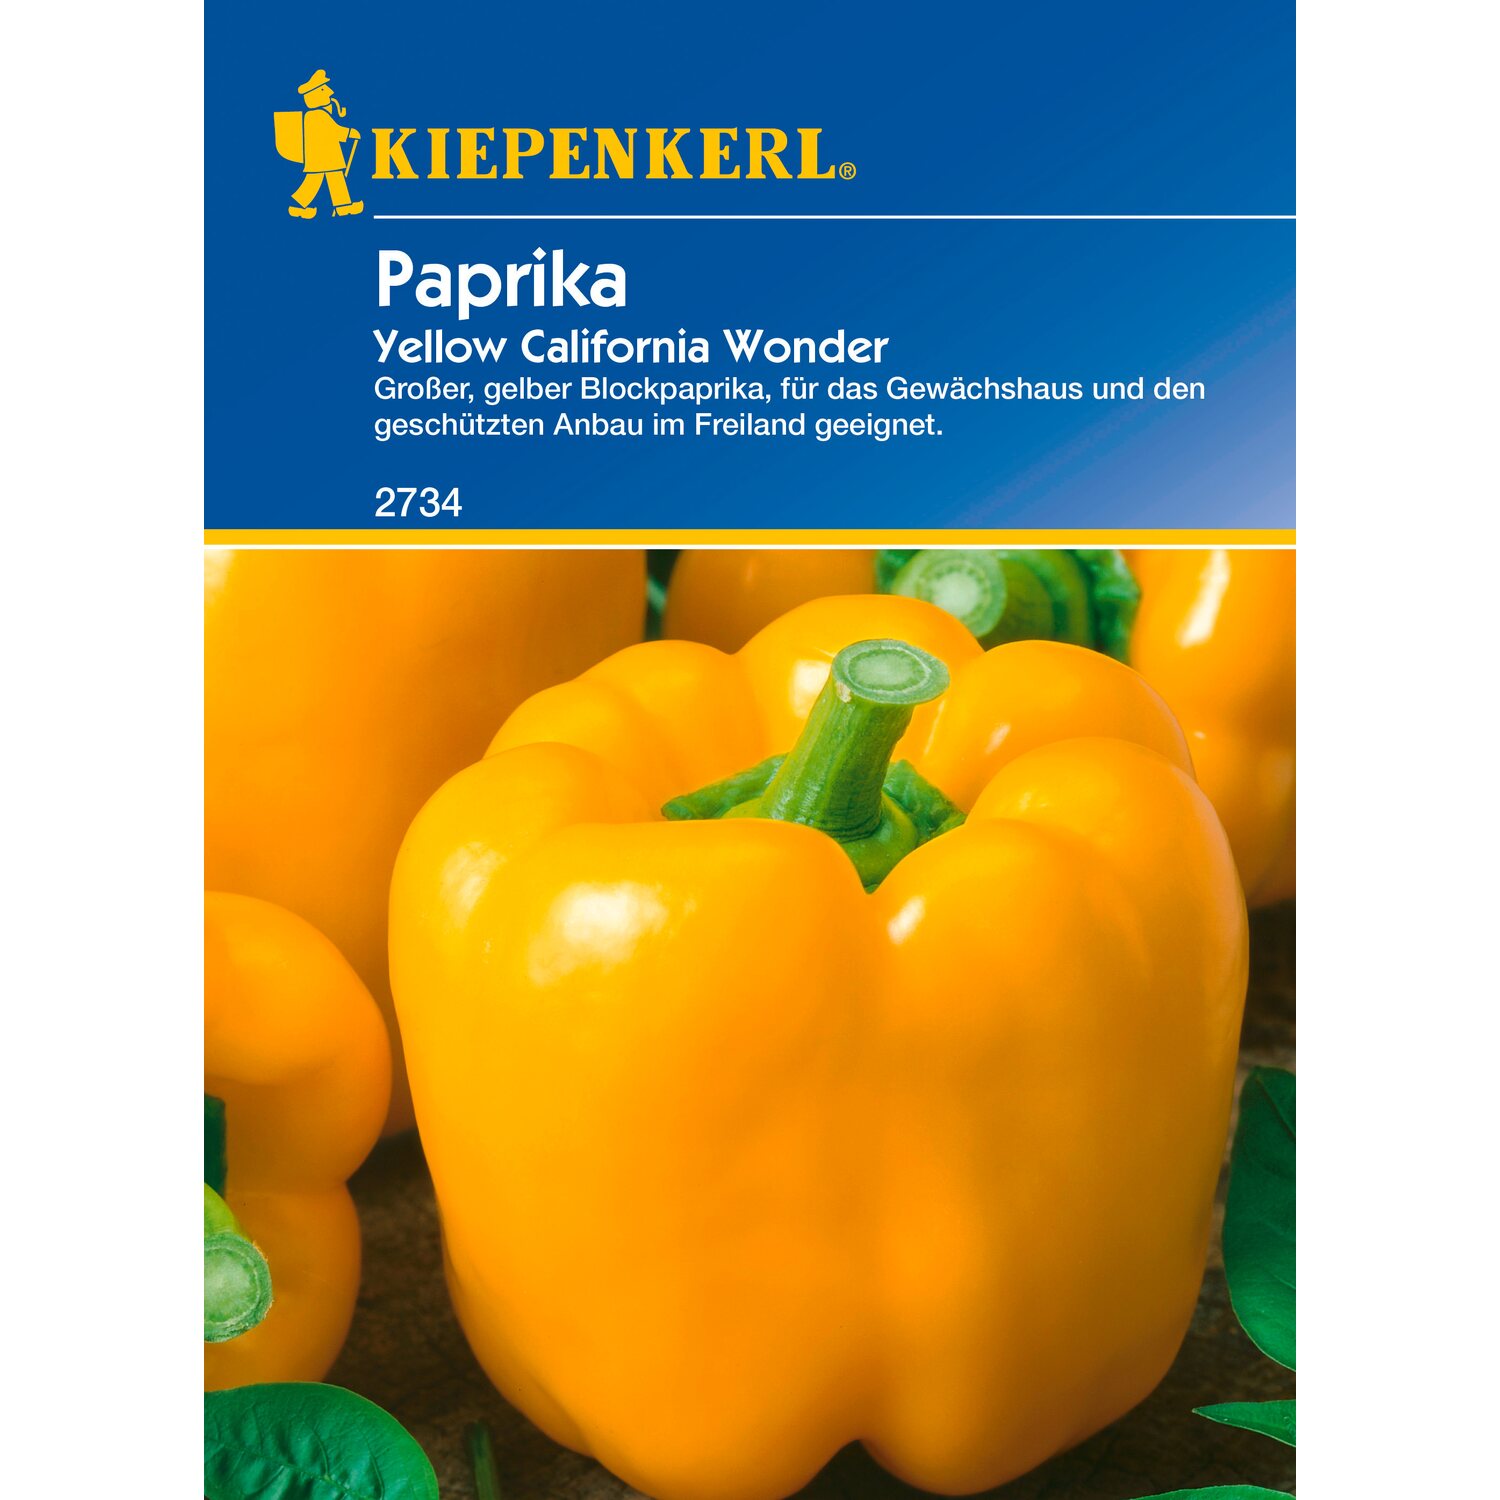 KIEPENKERL®
Paprika
Yellow California Wonder
Großer, gelber Blockpaprika, für das Gewächshaus und den
geschützten Anbau im Freiland geeignet.
2734